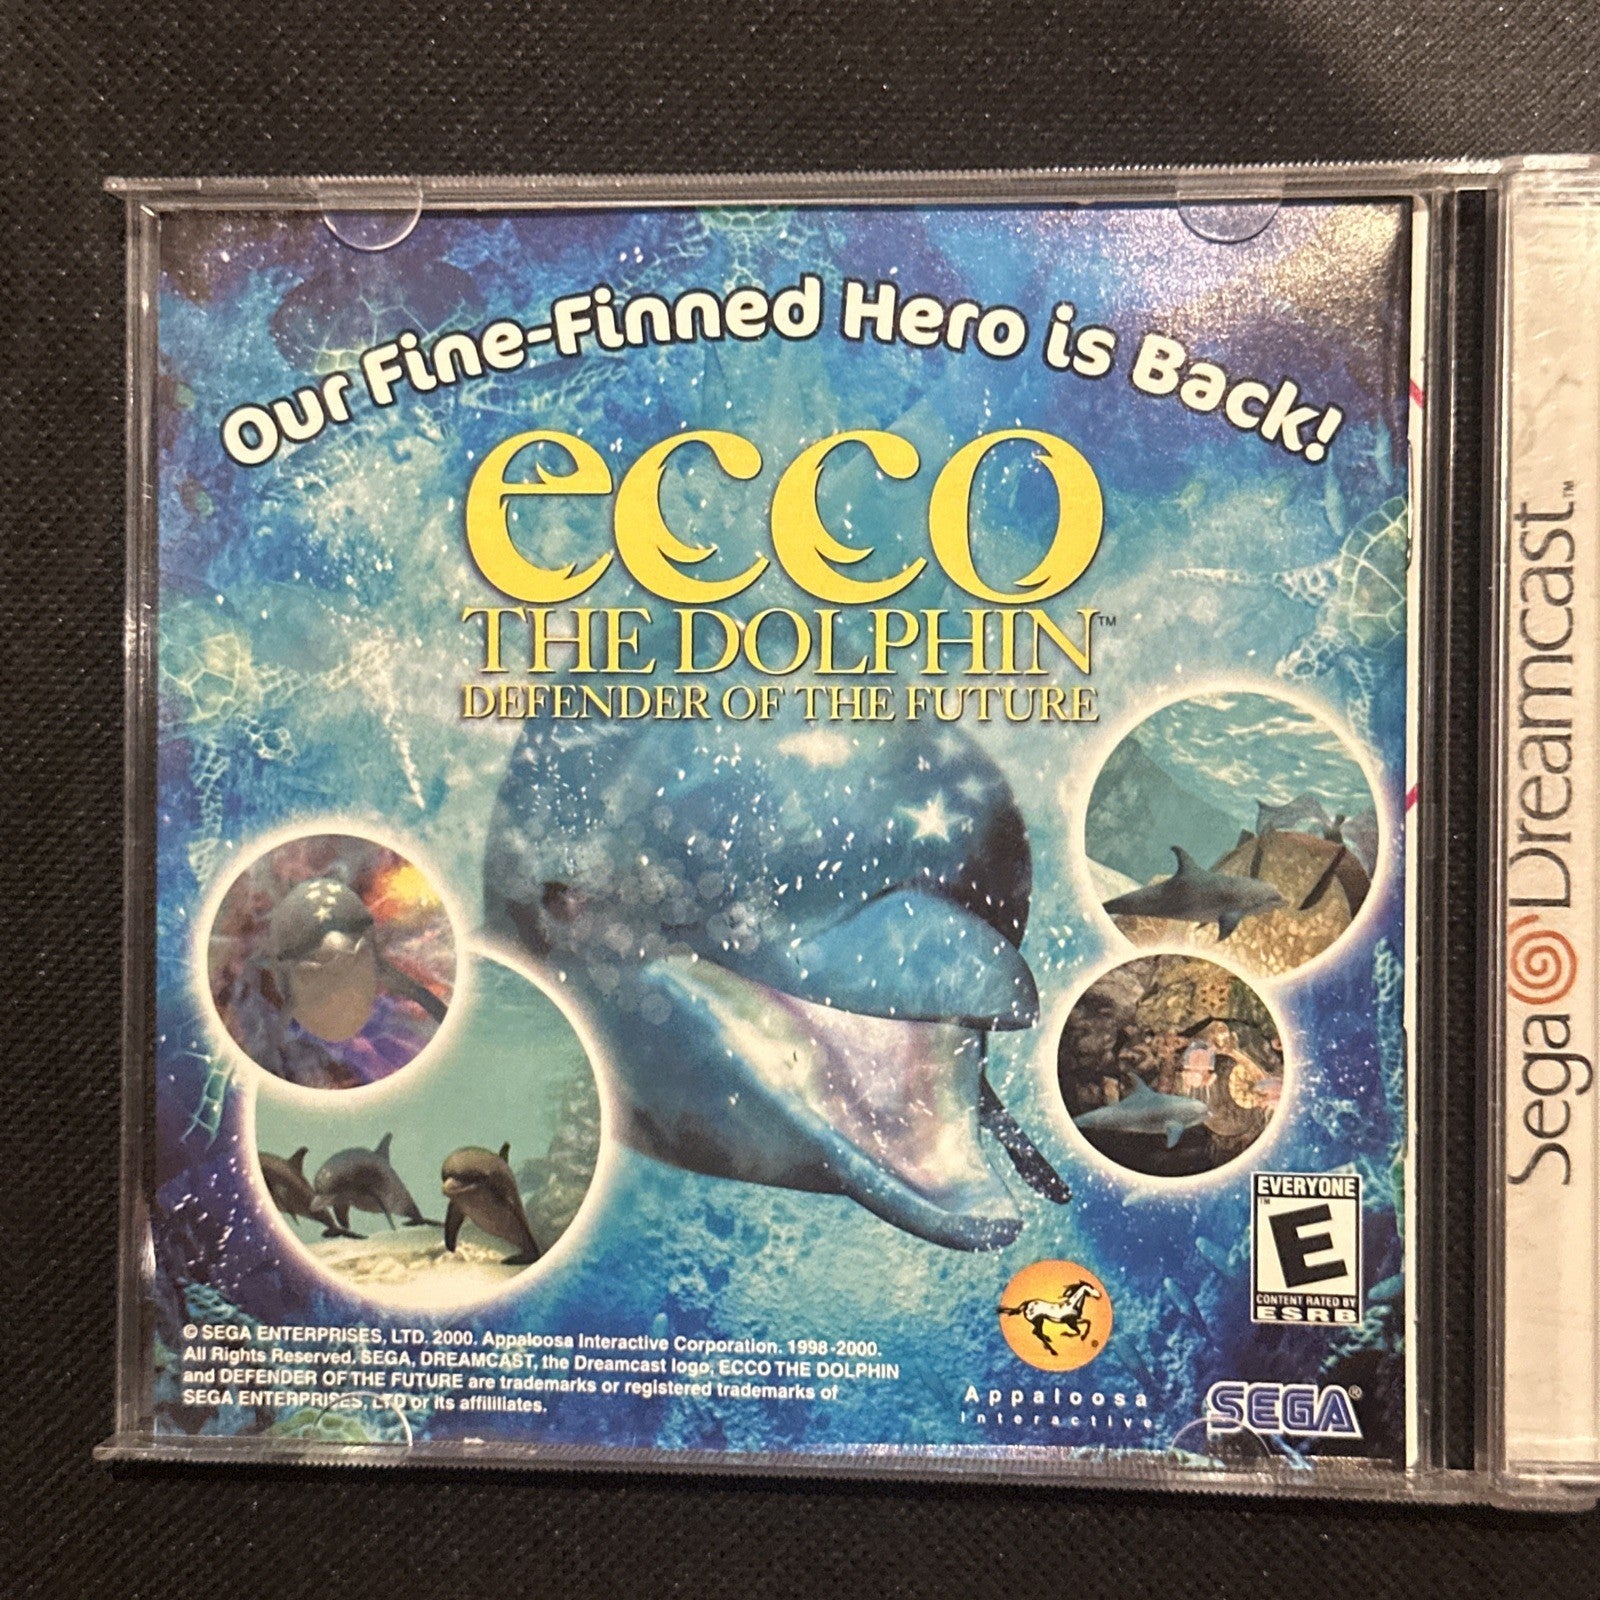 Our Fine-Finned Hero is Back!
ecco
THE DOLPHIN™
DEFENDER OF THE FUTURE
EVERYONE
™
E
CONTENT RATED BY
ESRB
© SEGA ENTERPRISES, LTD. 2000. Appaloosa Interactive Corporation. 1998-2000.
All Rights Reserved. SEGA, DREAMCAST, the Dreamcast logo, ECCO THE DOLPHIN
and DEFENDER OF THE FUTURE are trademarks or registered trademarks of
SEGA ENTERPRISES, LTD or its affililiates.
®
Appaloosa
Interactive
SEGA®
Sega Dreamcast™